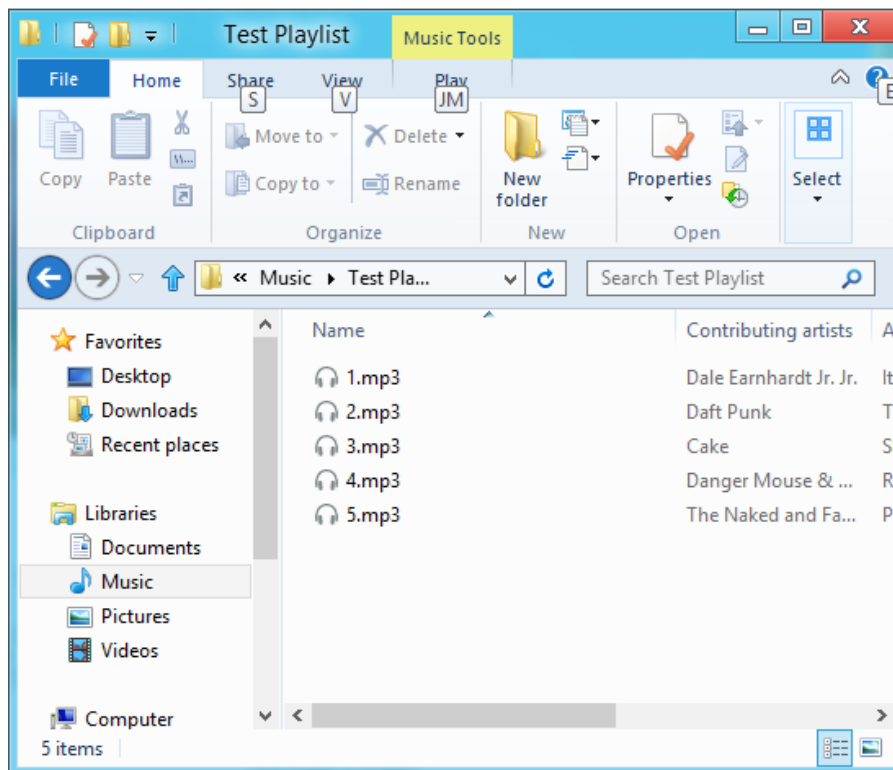 Test Playlist
Music Tools
File Home Share View Play
S V JM E
Copy Paste
Move to
Copy to
Delete
Rename
New folder
Properties
Select
Clipboard Organize New Open
« Music Test Pla... Search Test Playlist
Favorites
Desktop
Downloads
Recent places
Libraries
Documents
Music
Pictures
Videos
Computer
Name Contributing artists A
1.mp3 Dale Earnhardt Jr. Jr. It
2.mp3 Daft Punk T
3.mp3 Cake S
4.mp3 Danger Mouse & ... R
5.mp3 The Naked and Fa... P
5 items